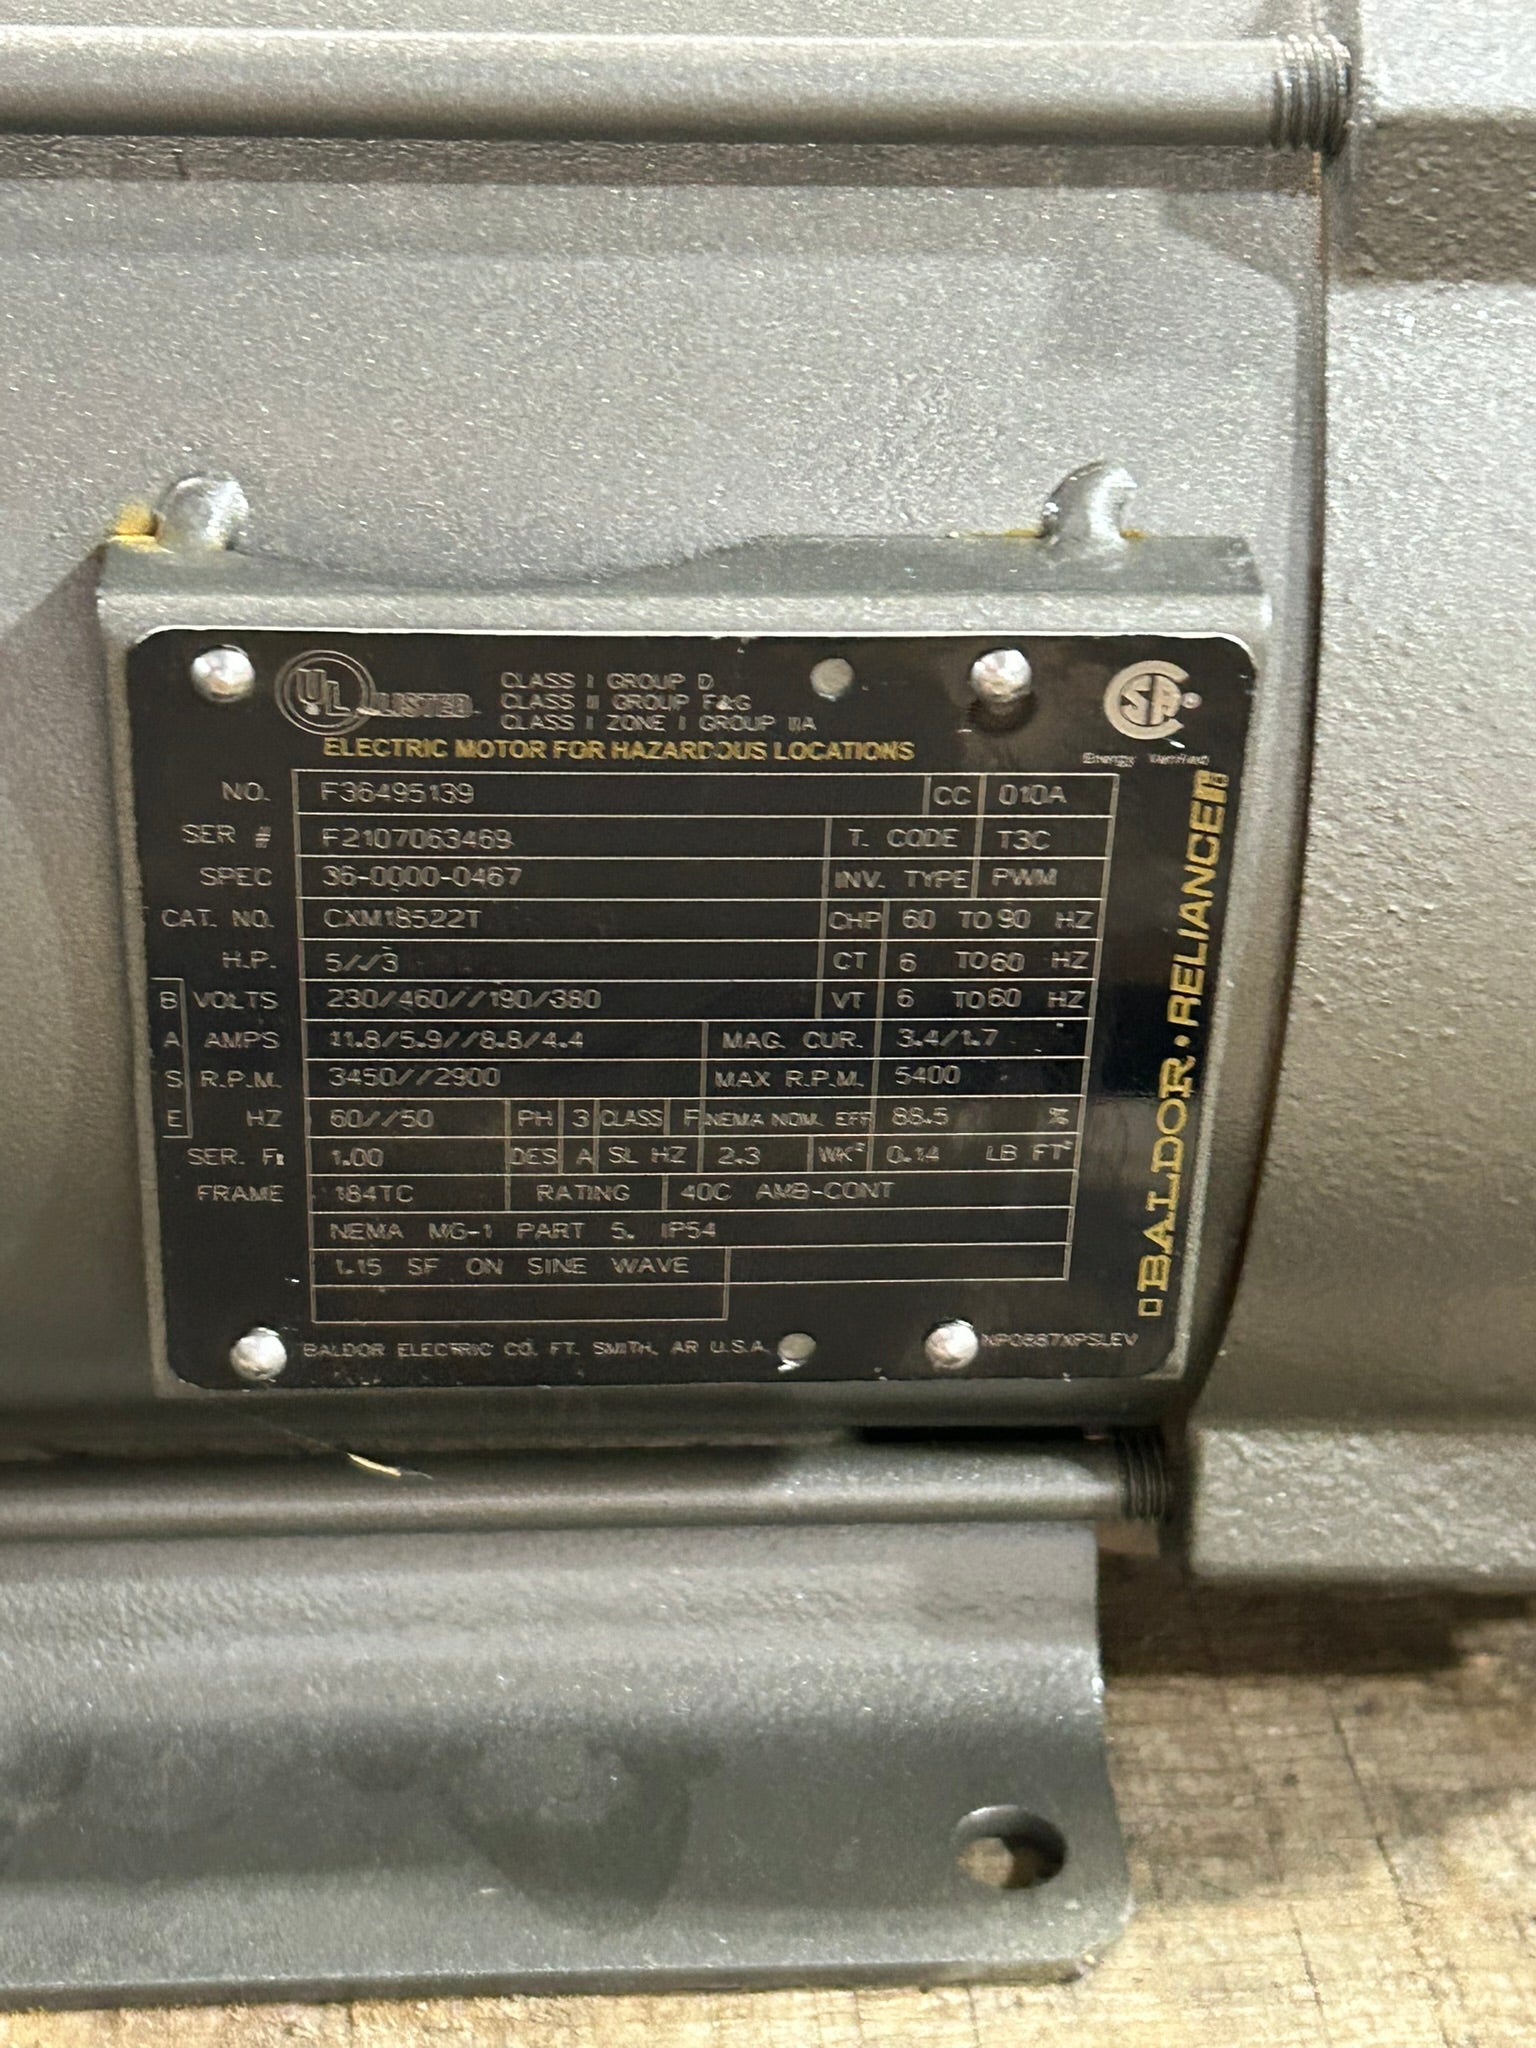 UL LISTED
CLASS I GROUP D
CLASS II GROUP F&G
CLASS I ZONE I GROUP IIA
ELECTRIC MOTOR FOR HAZARDOUS LOCATIONS
SA
Energy Verified
NO. F36495139 CC 010A
SER # F2107063469 T. CODE T3C
SPEC 36-0000-0467 INV. TYPE PWM
CAT. NO. CXM18522T CHP 60 TO 90 HZ
H.P. 5//3 CT 6 TO 60 HZ
BASE
VOLTS 230/460//190/380 VT 6 TO 60 HZ
AMPS 11.8/5.9//8.8/4.4 MAG. CUR. 3.4/1.7
R.P.M. 3450//2900 MAX R.P.M. 5400
HZ 60//50 PH 3 CLASS F NEMA NOM. EFF 88.5 %
SER. F. 1.00 DES A SL HZ 2.3 WK² 0.14 LB FT²
FRAME 184TC RATING 40C AMB-CONT
NEMA MG-1 PART 5. IP54
1.15 SF ON SINE WAVE
BALDOR ELECTRIC CO. FT. SMITH, AR U.S.A.
NP0887XPSLEV
BALDOR • RELIANCE